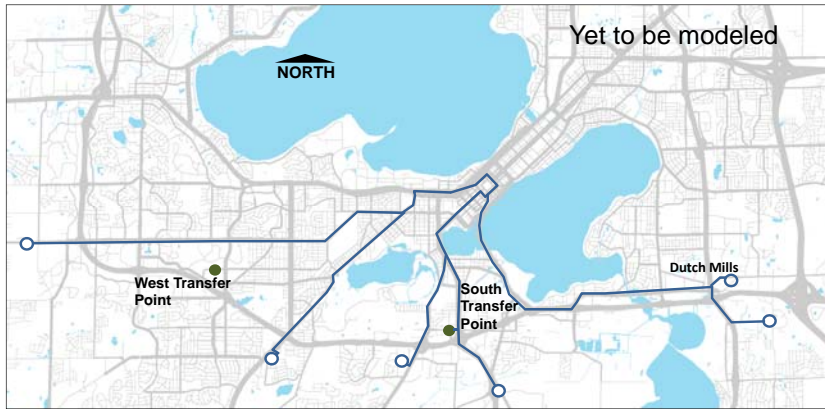 Yet to be modeled
NORTH
Dutch Mills
West Transfer
Point
South
Transfer
Point